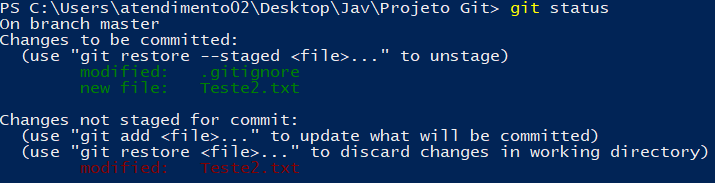 PS C:\Users\atendimento02\Desktop\Jav\Projeto Git> git status
On branch master
Changes to be committed:
  (use "git restore --staged <file>..." to unstage)
        modified:   .gitignore
        new file:   Teste2.txt

Changes not staged for commit:
  (use "git add <file>..." to update what will be committed)
  (use "git restore <file>..." to discard changes in working directory)
        modified:   Teste2.txt